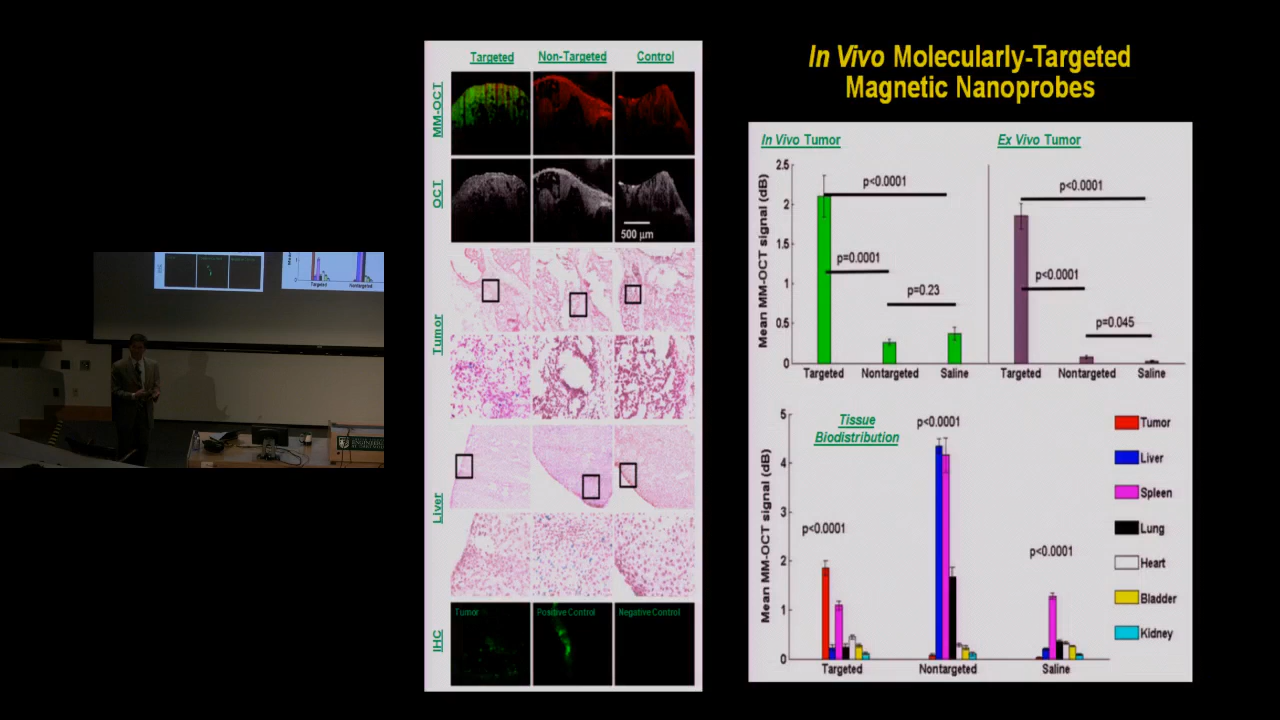 In Vivo Molecularly-Targeted
Magnetic Nanoprobes
Targeted Non-Targeted Control
MM-OCT
OCT
500 µm
Tumor
Liver
IHC
Tumor Positive Control Negative Control
In Vivo Tumor
Ex Vivo Tumor
Mean MM-OCT signal (dB)
2.5
2
1.5
1
0.5
0
p<0.0001
p=0.0001
p=0.23
p<0.0001
p<0.0001
p=0.045
Targeted Nontargeted Saline
Targeted Nontargeted Saline
Tissue
Biodistribution
Mean MM-OCT signal (dB)
5
4
3
2
1
0
p<0.0001
p<0.0001
p<0.0001
Targeted Nontargeted Saline
Tumor
Liver
Spleen
Lung
Heart
Bladder
Kidney